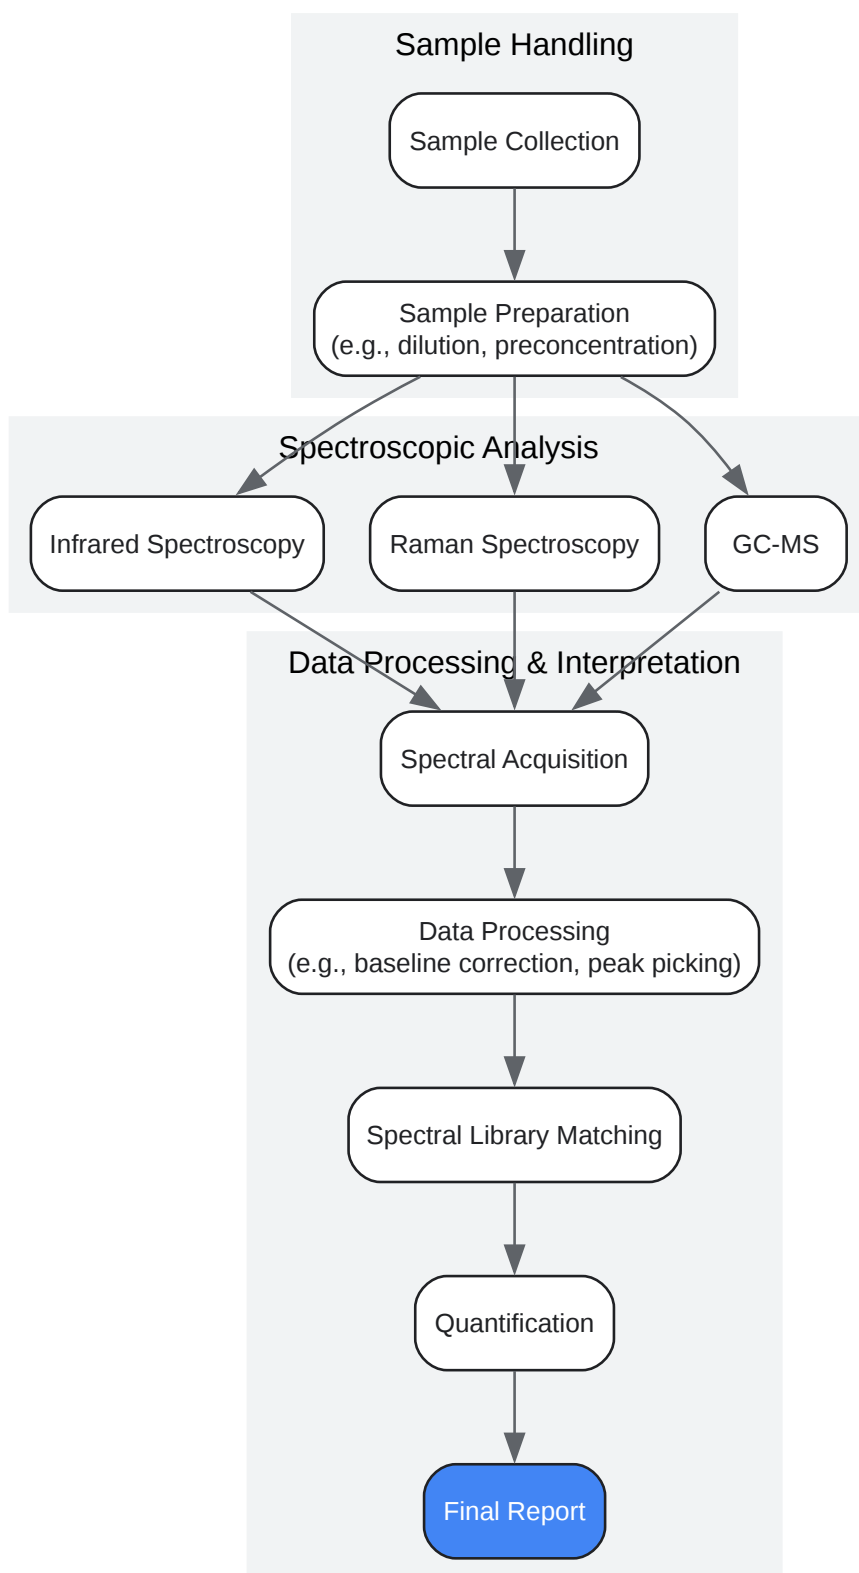 Sample Handling
Sample Collection
Sample Preparation
(e.g., dilution, preconcentration)
Spectroscopic Analysis
Infrared Spectroscopy
Raman Spectroscopy
GC-MS
Data Processing & Interpretation
Spectral Acquisition
Data Processing
(e.g., baseline correction, peak picking)
Spectral Library Matching
Quantification
Final Report